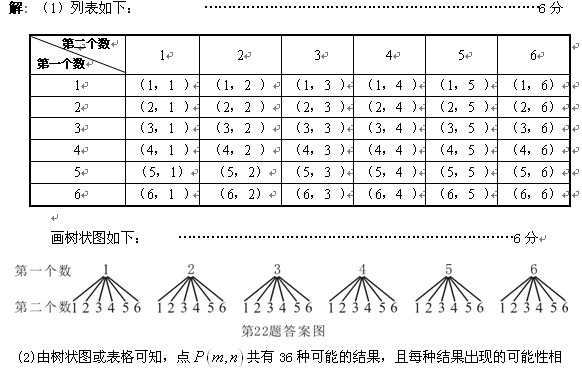 解: (1) 列表如下: ………………………………………………6 分
第二个数
第一个数
1 2 3 4 5 6
1 (1, 1 ) (1, 2 ) (1, 3 ) (1, 4 ) (1, 5 ) (1, 6)
2 (2, 1 ) (2, 2 ) (2, 3 ) (2, 4 ) (2, 5 ) (2, 6)
3 (3, 1 ) (3, 2 ) (3, 3 ) (3, 4 ) (3, 5 ) (3, 6)
4 (4, 1 ) (4, 2 ) (4, 3 ) (4, 4 ) (4, 5 ) (4, 6)
5 (5, 1) (5, 2) (5, 3 ) (5, 4 ) (5, 5 ) (5, 6)
6 (6, 1 ) (6, 2) (6, 3 ) (6, 4 ) (6, 5 ) (6, 6)
画树状图如下: ………………………………………………6 分
第一个数 1 2 3 4 5 6
第二个数 1 2 3 4 5 6 1 2 3 4 5 6 1 2 3 4 5 6 1 2 3 4 5 6 1 2 3 4 5 6 1 2 3 4 5 6
第22题答案图
(2)由树状图或表格可知，点P(m,n)共有 36 种可能的结果，且每种结果出现的可能性相